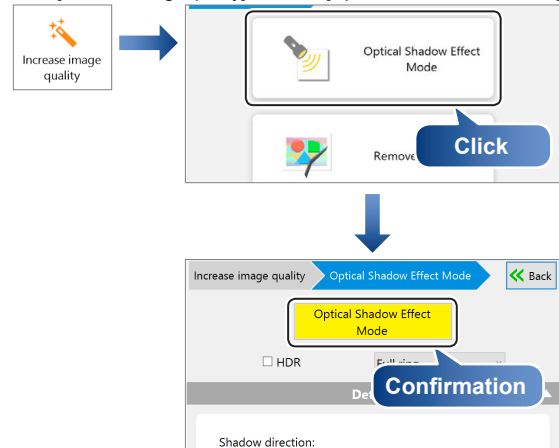 Increase image
quality
Optical Shadow Effect
Mode
Remove
Click
Increase image quality
Optical Shadow Effect Mode
Back
Optical Shadow Effect
Mode
HDR
Full ring
Confirmation
Shadow direction: